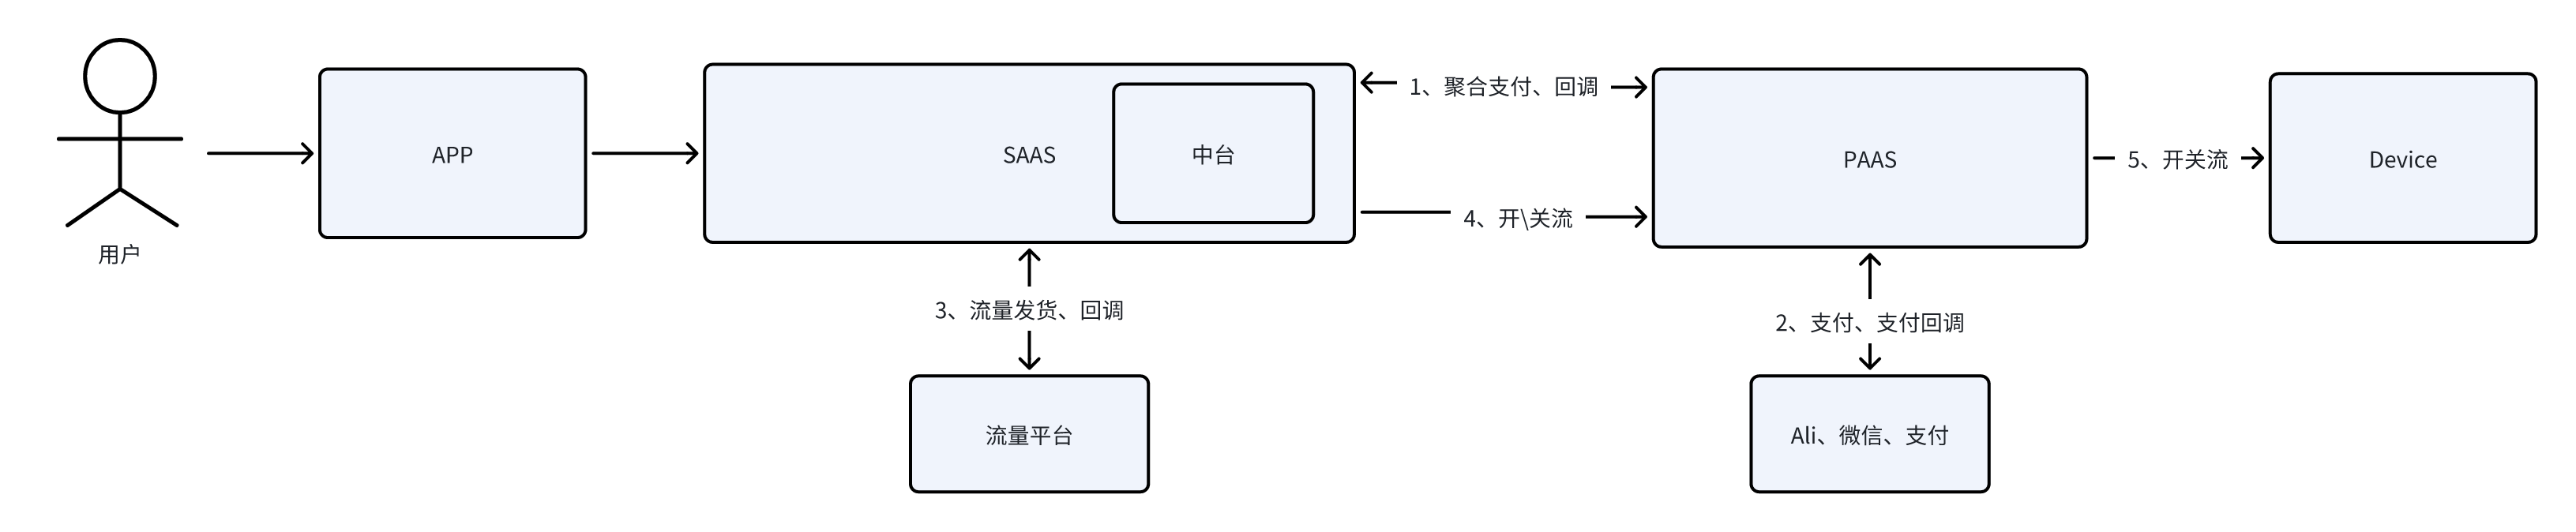 用户
APP
SAAS
中台
1、聚合支付、回调
4、开\关流
PAAS
5、开关流
Device
3、流量发货、回调
2、支付、支付回调
流量平台
Ali、微信、支付